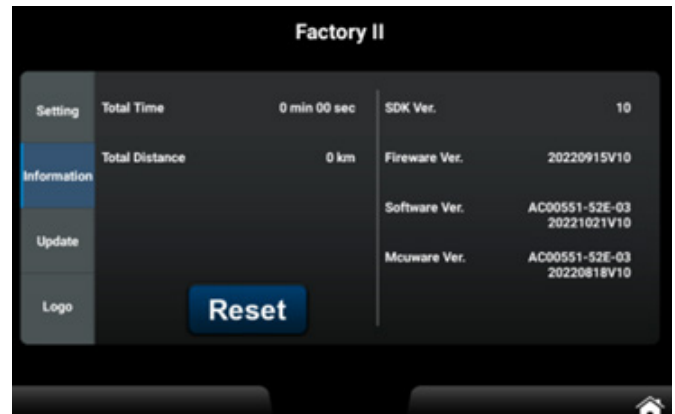 Factory II
Setting
Information
Update
Logo
Total Time 0 min 00 sec
Total Distance 0 km
Reset
SDK Ver. 10
Fireware Ver. 20220915V10
Software Ver. AC00551-52E-03
20221021V10
Mcuware Ver. AC00551-52E-03
20220818V10